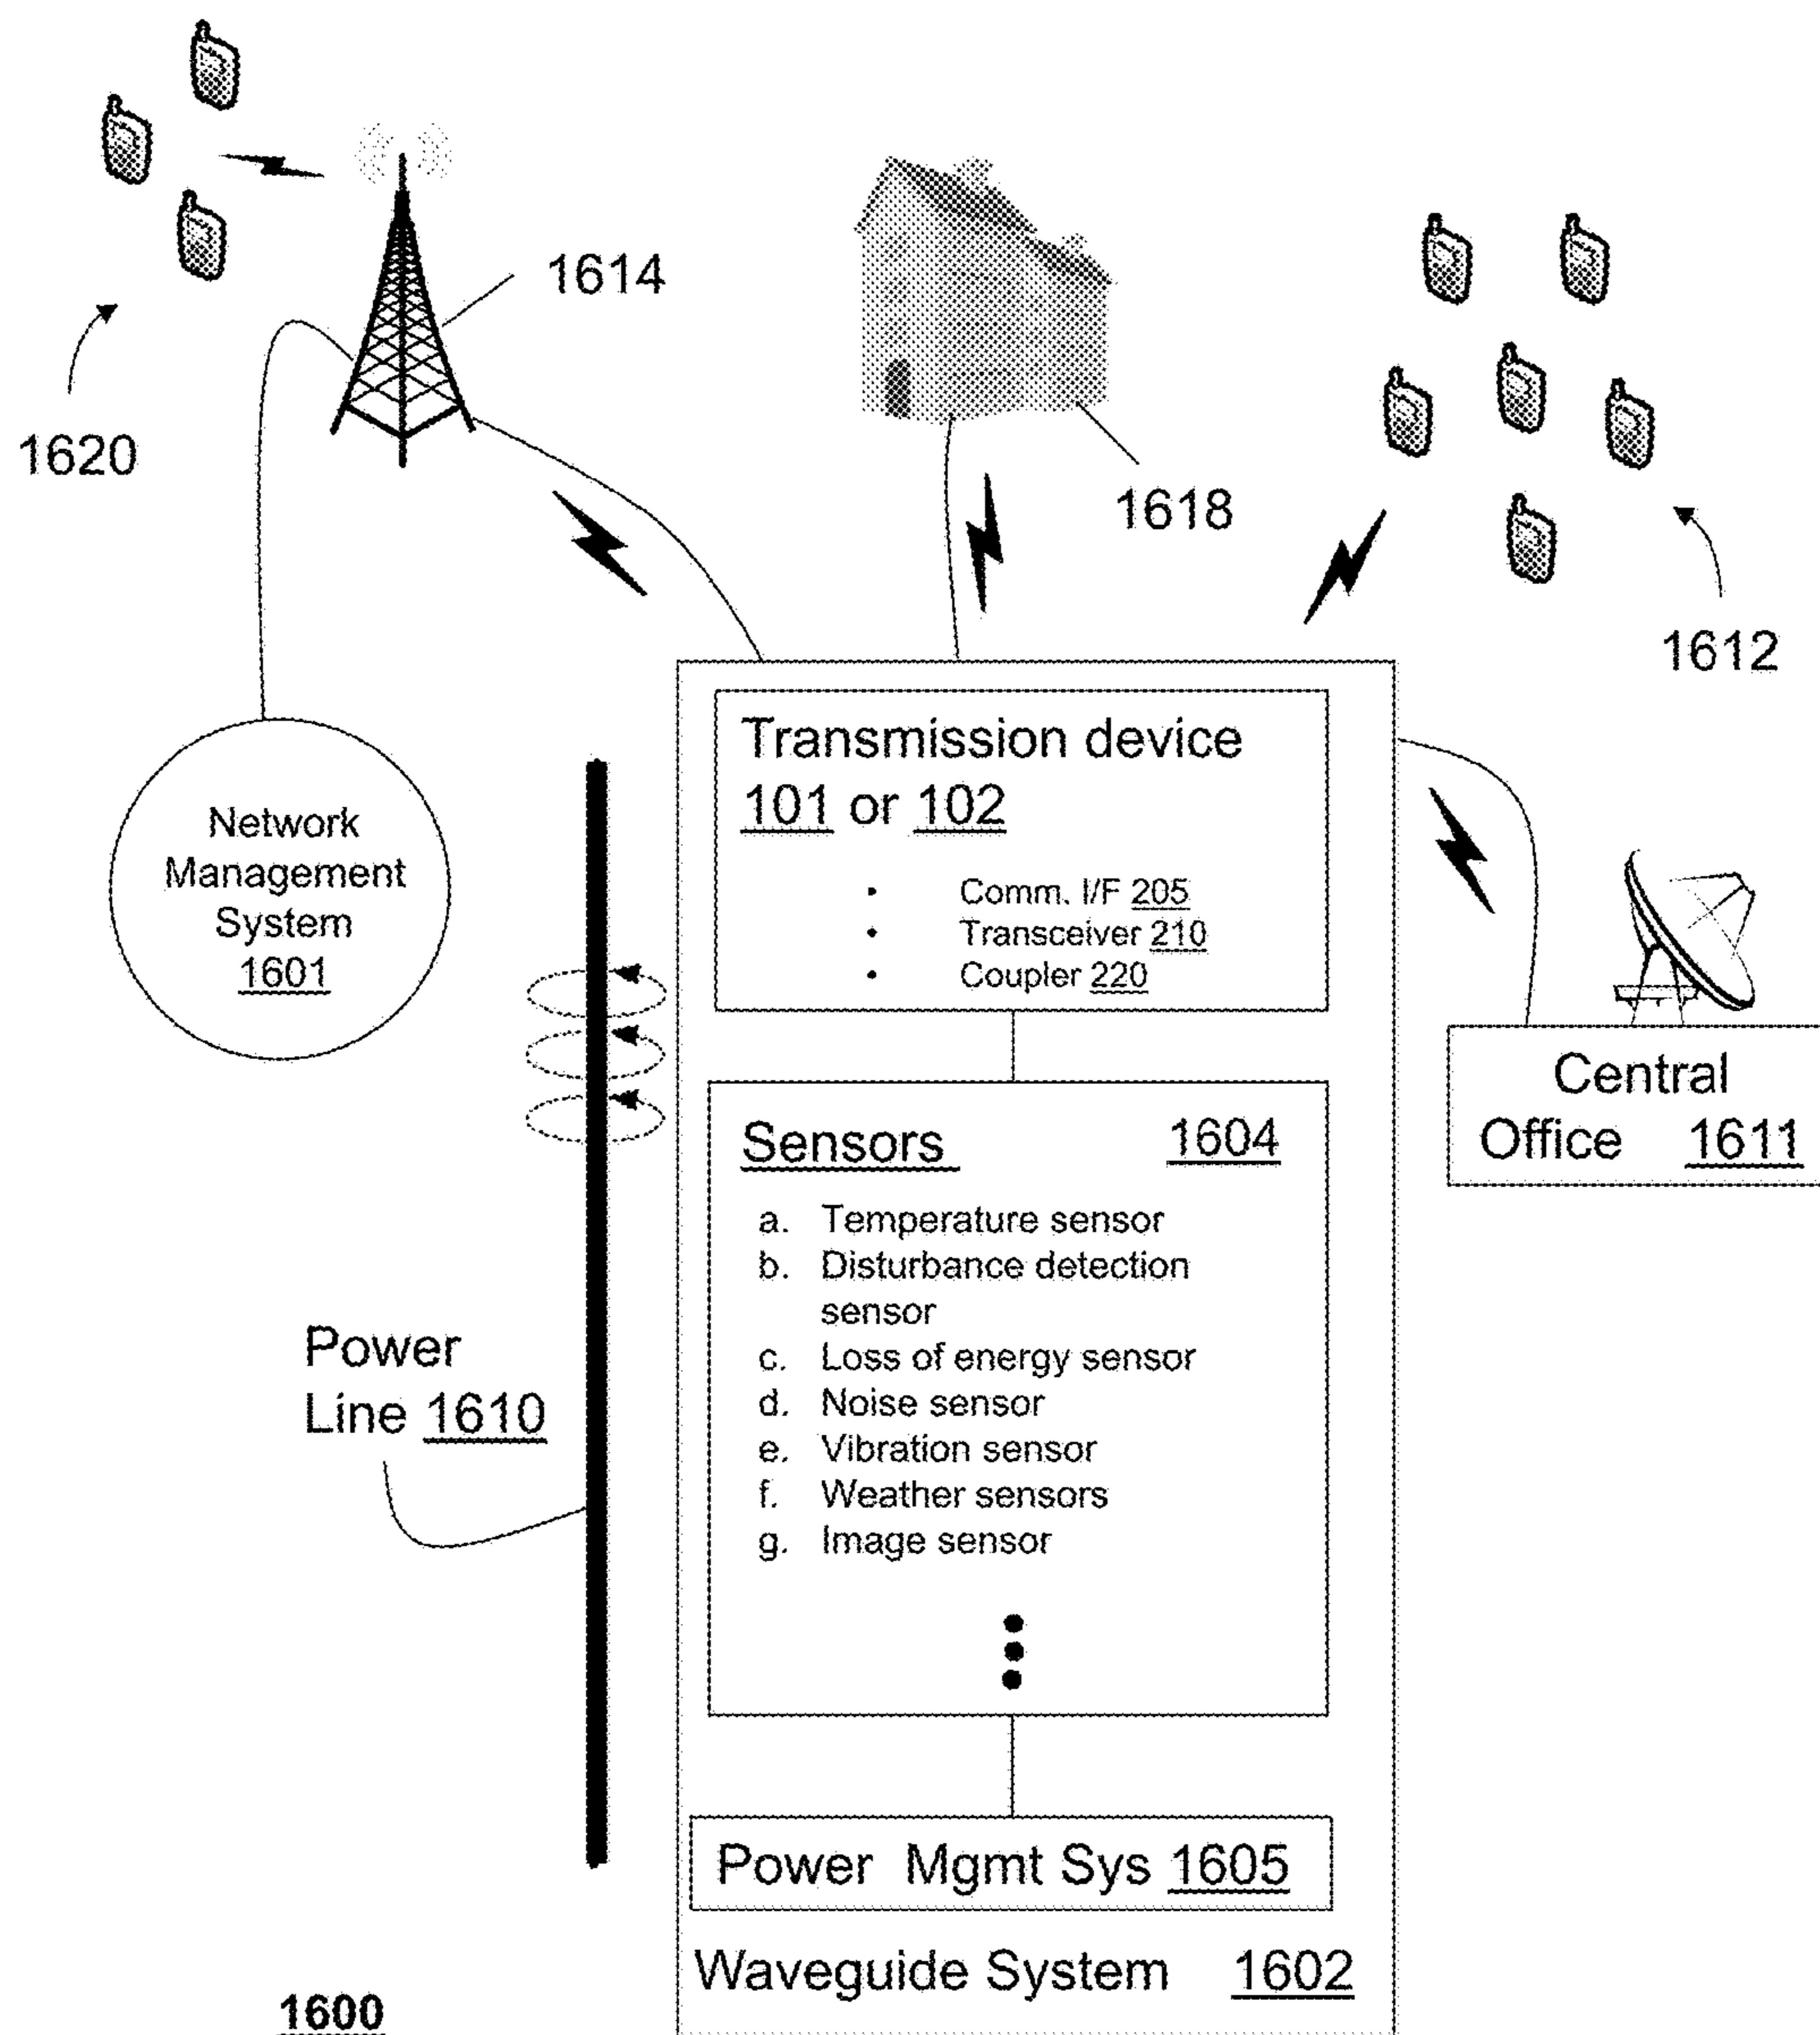 1614
1620
1618
1612
Network
Management
System
1601
Transmission device
101 or 102
• Comm. I/F 205
• Transceiver 210
• Coupler 220
Central
Office 1611
Sensors 1604
a. Temperature sensor
b. Disturbance detection
sensor
c. Loss of energy sensor
d. Noise sensor
e. Vibration sensor
f. Weather sensors
g. Image sensor
Power
Line 1610
Power Mgmt Sys 1605
Waveguide System 1602
1600